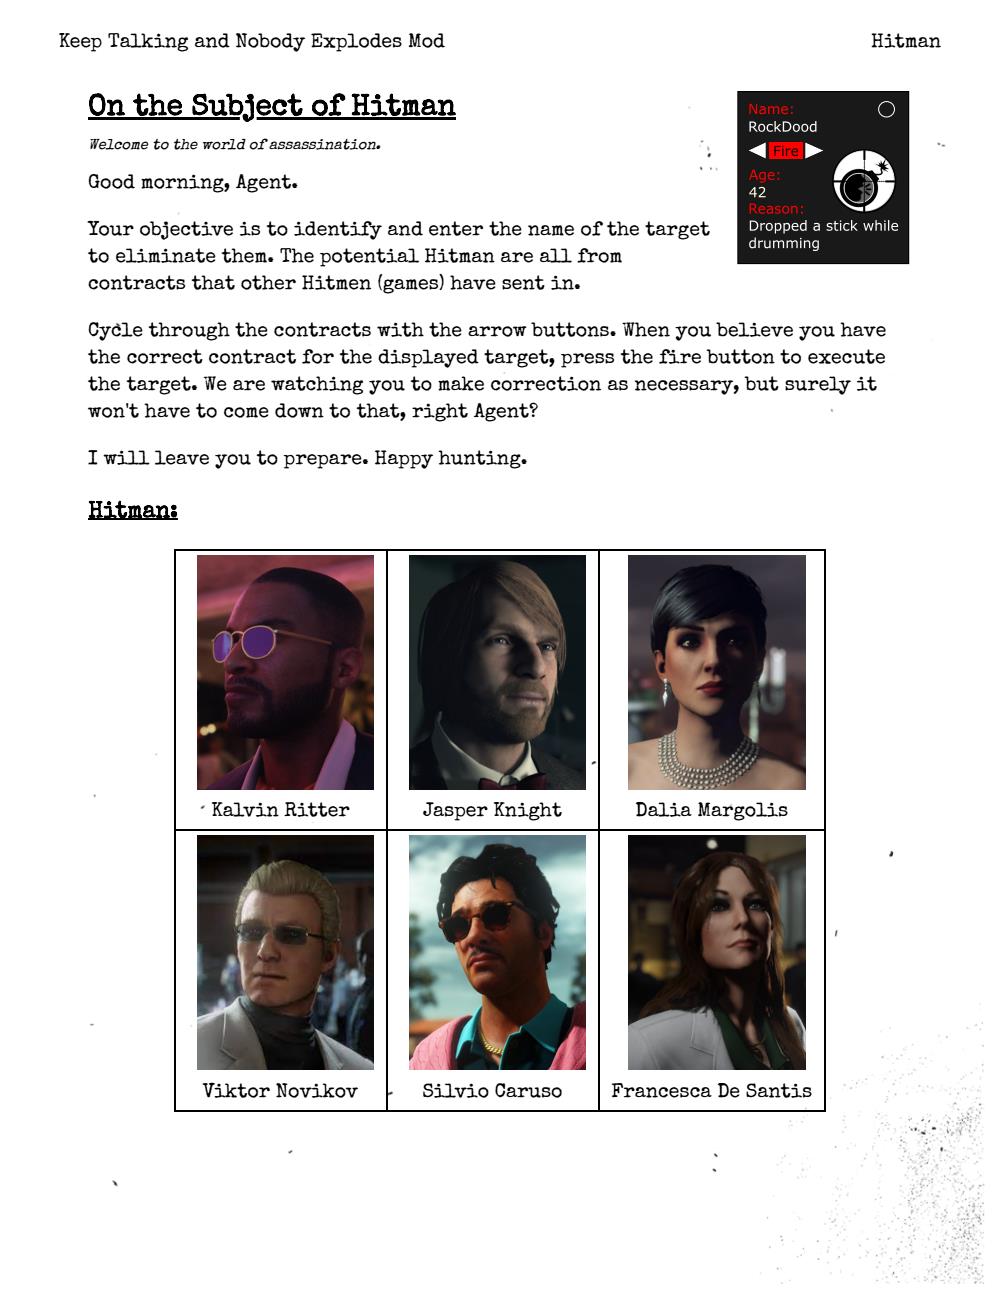 Keep Talking and Nobody Explodes Mod
Hitman
On the Subject of Hitman
Welcome to the world of assassination.
Good morning, Agent.
Your objective is to identify and enter the name of the target
to eliminate them. The potential Hitman are all from
contracts that other Hitmen (games) have sent in.
Name:
RockDood
Fire
Age:
42
Reason:
Dropped a stick while
drumming
Cycle through the contracts with the arrow buttons. When you believe you have
the correct contract for the displayed target, press the fire button to execute
the target. We are watching you to make correction as necessary, but surely it
won't have to come down to that, right Agent?
I will leave you to prepare. Happy hunting.
Hitman:
Kalvin Ritter
Jasper Knight
Dalia Margolis
Viktor Novikov
Silvio Caruso
Francesca De Santis